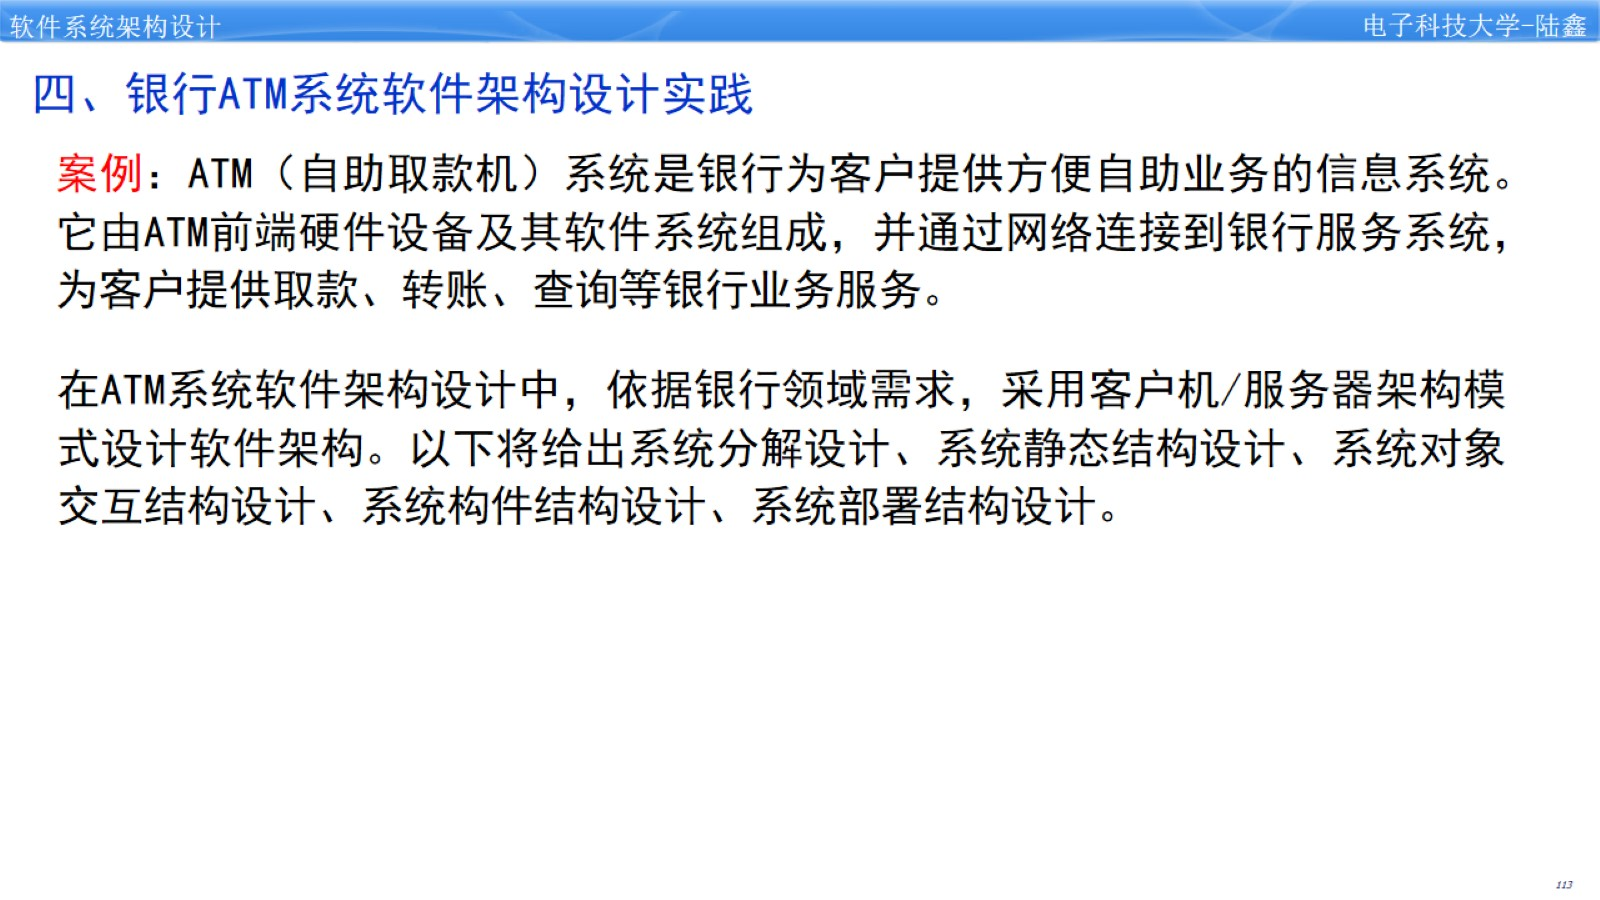 软件系统架构设计
电子科技大学-陆鑫
四、银行ATM系统软件架构设计实践
案例：ATM（自助取款机）系统是银行为客户提供方便自助业务的信息系统。
它由ATM前端硬件设备及其软件系统组成，并通过网络连接到银行服务系统，
为客户提供取款、转账、查询等银行业务服务。
在ATM系统软件架构设计中，依据银行领域需求，采用客户机/服务器架构模
式设计软件架构。以下将给出系统分解设计、系统静态结构设计、系统对象
交互结构设计、系统构件结构设计、系统部署结构设计。
113